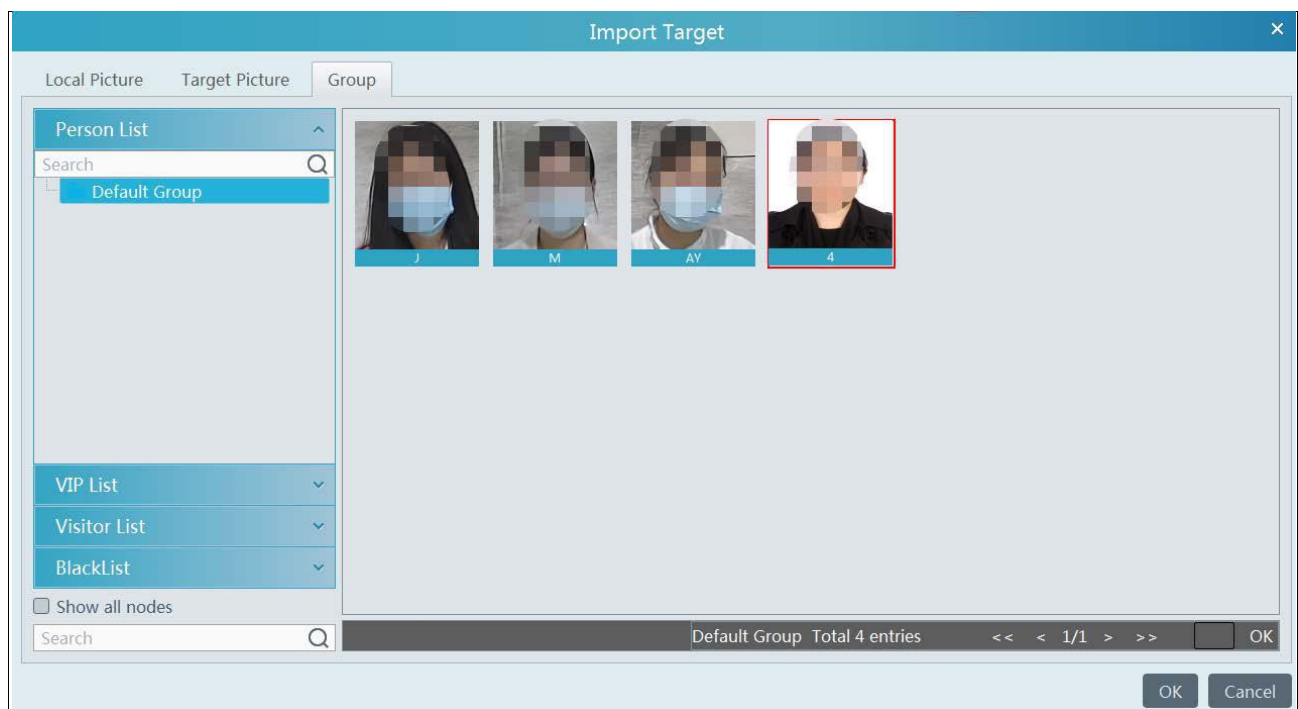 Import Target
Local Picture Target Picture Group
Person List
Search
Default Group
J M AY 4
VIP List
Visitor List
BlackList
Show all nodes
Search
Default Group Total 4 entries << < 1/1 > >> OK
OK Cancel